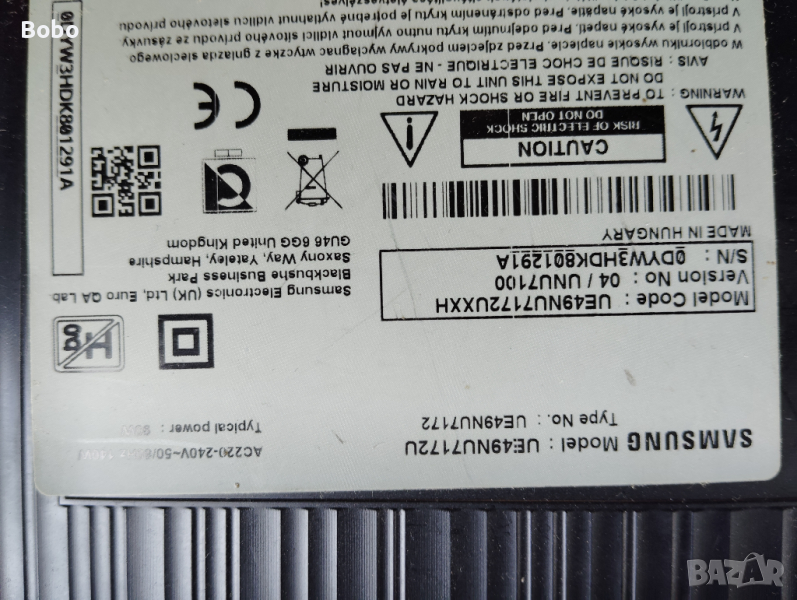 Bobo
SAMSUNG Model : UE49NU7172U
Type No. : UE49NU7172
AC220-240V~50/60Hz
Typical power :
Model Code : UE49NU7172UXXH
Version No : 04 / UNU7100
S/N : 0DYW3HDK801291A
MADE IN HUNGARY
Samsung Electronics (UK) Ltd, Euro QA Lab.
Blackbushe Business Park
Saxony Way, Yateley, Hampshire
GU46 6GG United Kingdom
CAUTION
RISK OF ELECTRIC SHOCK
DO NOT OPEN
WARNING : TO PREVENT FIRE OR SHOCK HAZARD
DO NOT EXPOSE THIS UNIT TO RAIN OR MOISTURE
AVIS : RISQUE DE CHOC ELECTRIQUE - NE PAS OUVRIR
W odbiorniku wysokie napięcie. Przed zdjęciem pokrywy wyciągnąć wtyczkę z gniazda sieciowego
V pristroji vysoké napeti. Před odejmutím krytu nutno vyjmout vidlici síťového přívodu ze zásuvky
V prístroji je vysoké napätie. Pred odstránením krytu je potrebné vytiahnuť vidlicu sieťového prívodu
0DYW3HDK801291A
BAZAR